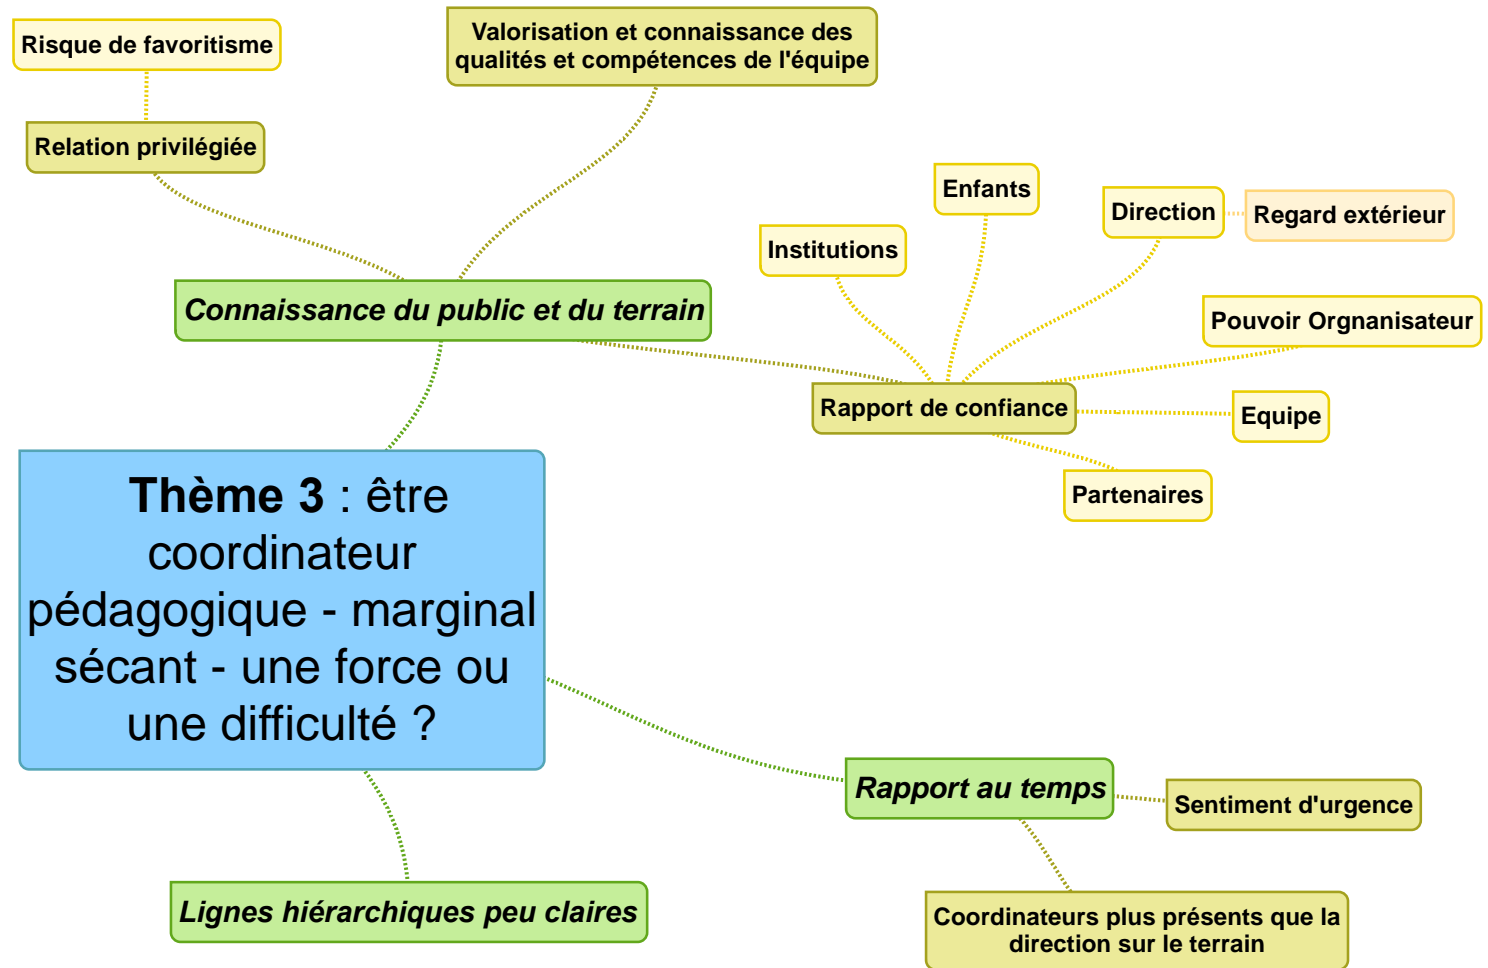 Risque de favoritisme
Valorisation et connaissance des
qualités et compétences de l'équipe
Relation privilégiée
Enfants
Direction
Regard extérieur
Institutions
Connaissance du public et du terrain
Pouvoir Orgnanisateur
Rapport de confiance
Equipe
Partenaires
Thème 3 : être
coordinateur
pédagogique - marginal
sécant - une force ou
une difficulté ?
Rapport au temps
Sentiment d'urgence
Lignes hiérarchiques peu claires
Coordinateurs plus présents que la
direction sur le terrain